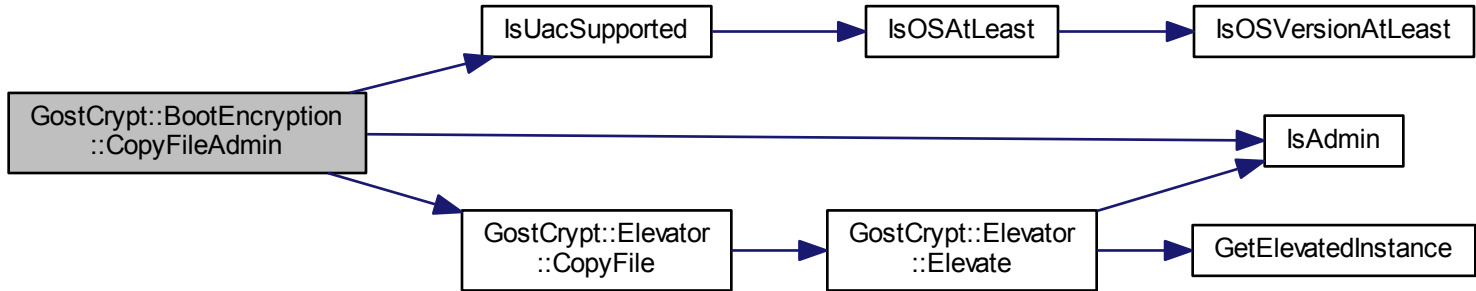 IsUacSupported
IsOSAtLeast
IsOSVersionAtLeast
GostCrypt::BootEncryption
::CopyFileAdmin
IsAdmin
GostCrypt::Elevator
::CopyFile
GostCrypt::Elevator
::Elevate
GetElevatedInstance